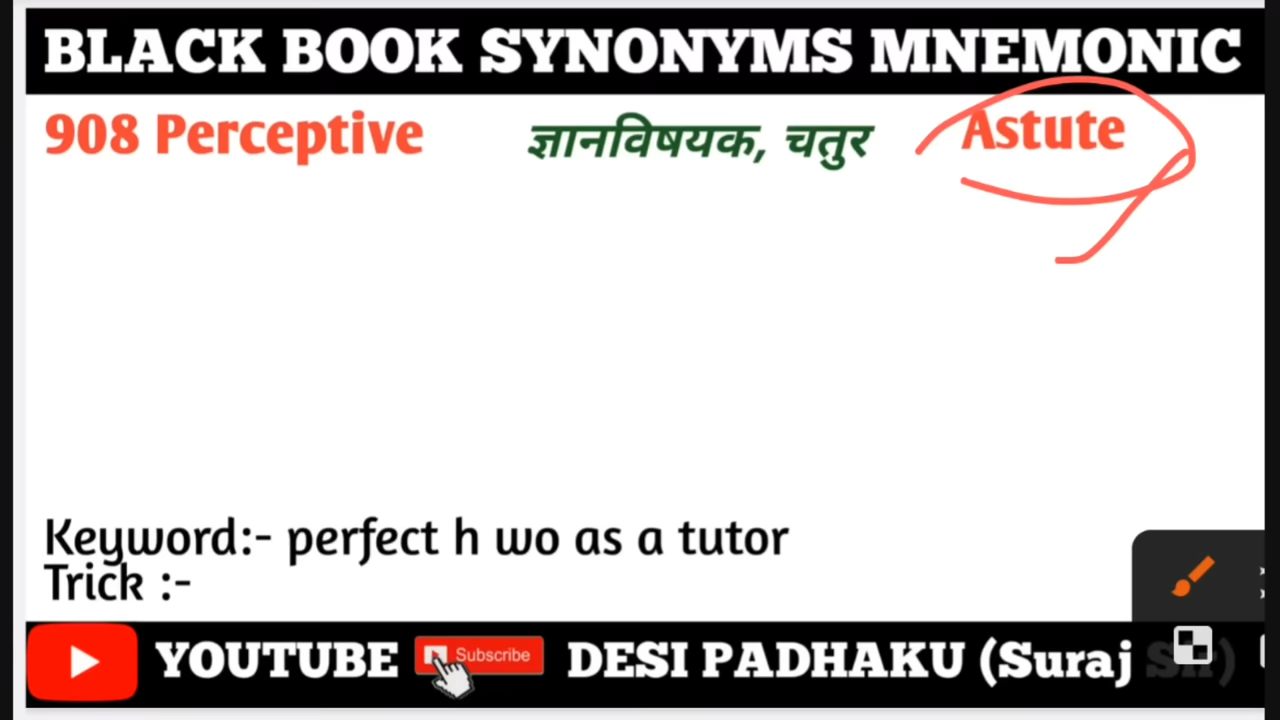 BLACK BOOK SYNONYMS MNEMONIC
908 Perceptive ज्ञानविषयक, चतुर Astute
Keyword:- perfect h wo as a tutor
Trick :-
YOUTUBE Subscribe DESI PADHAKU (Suraj